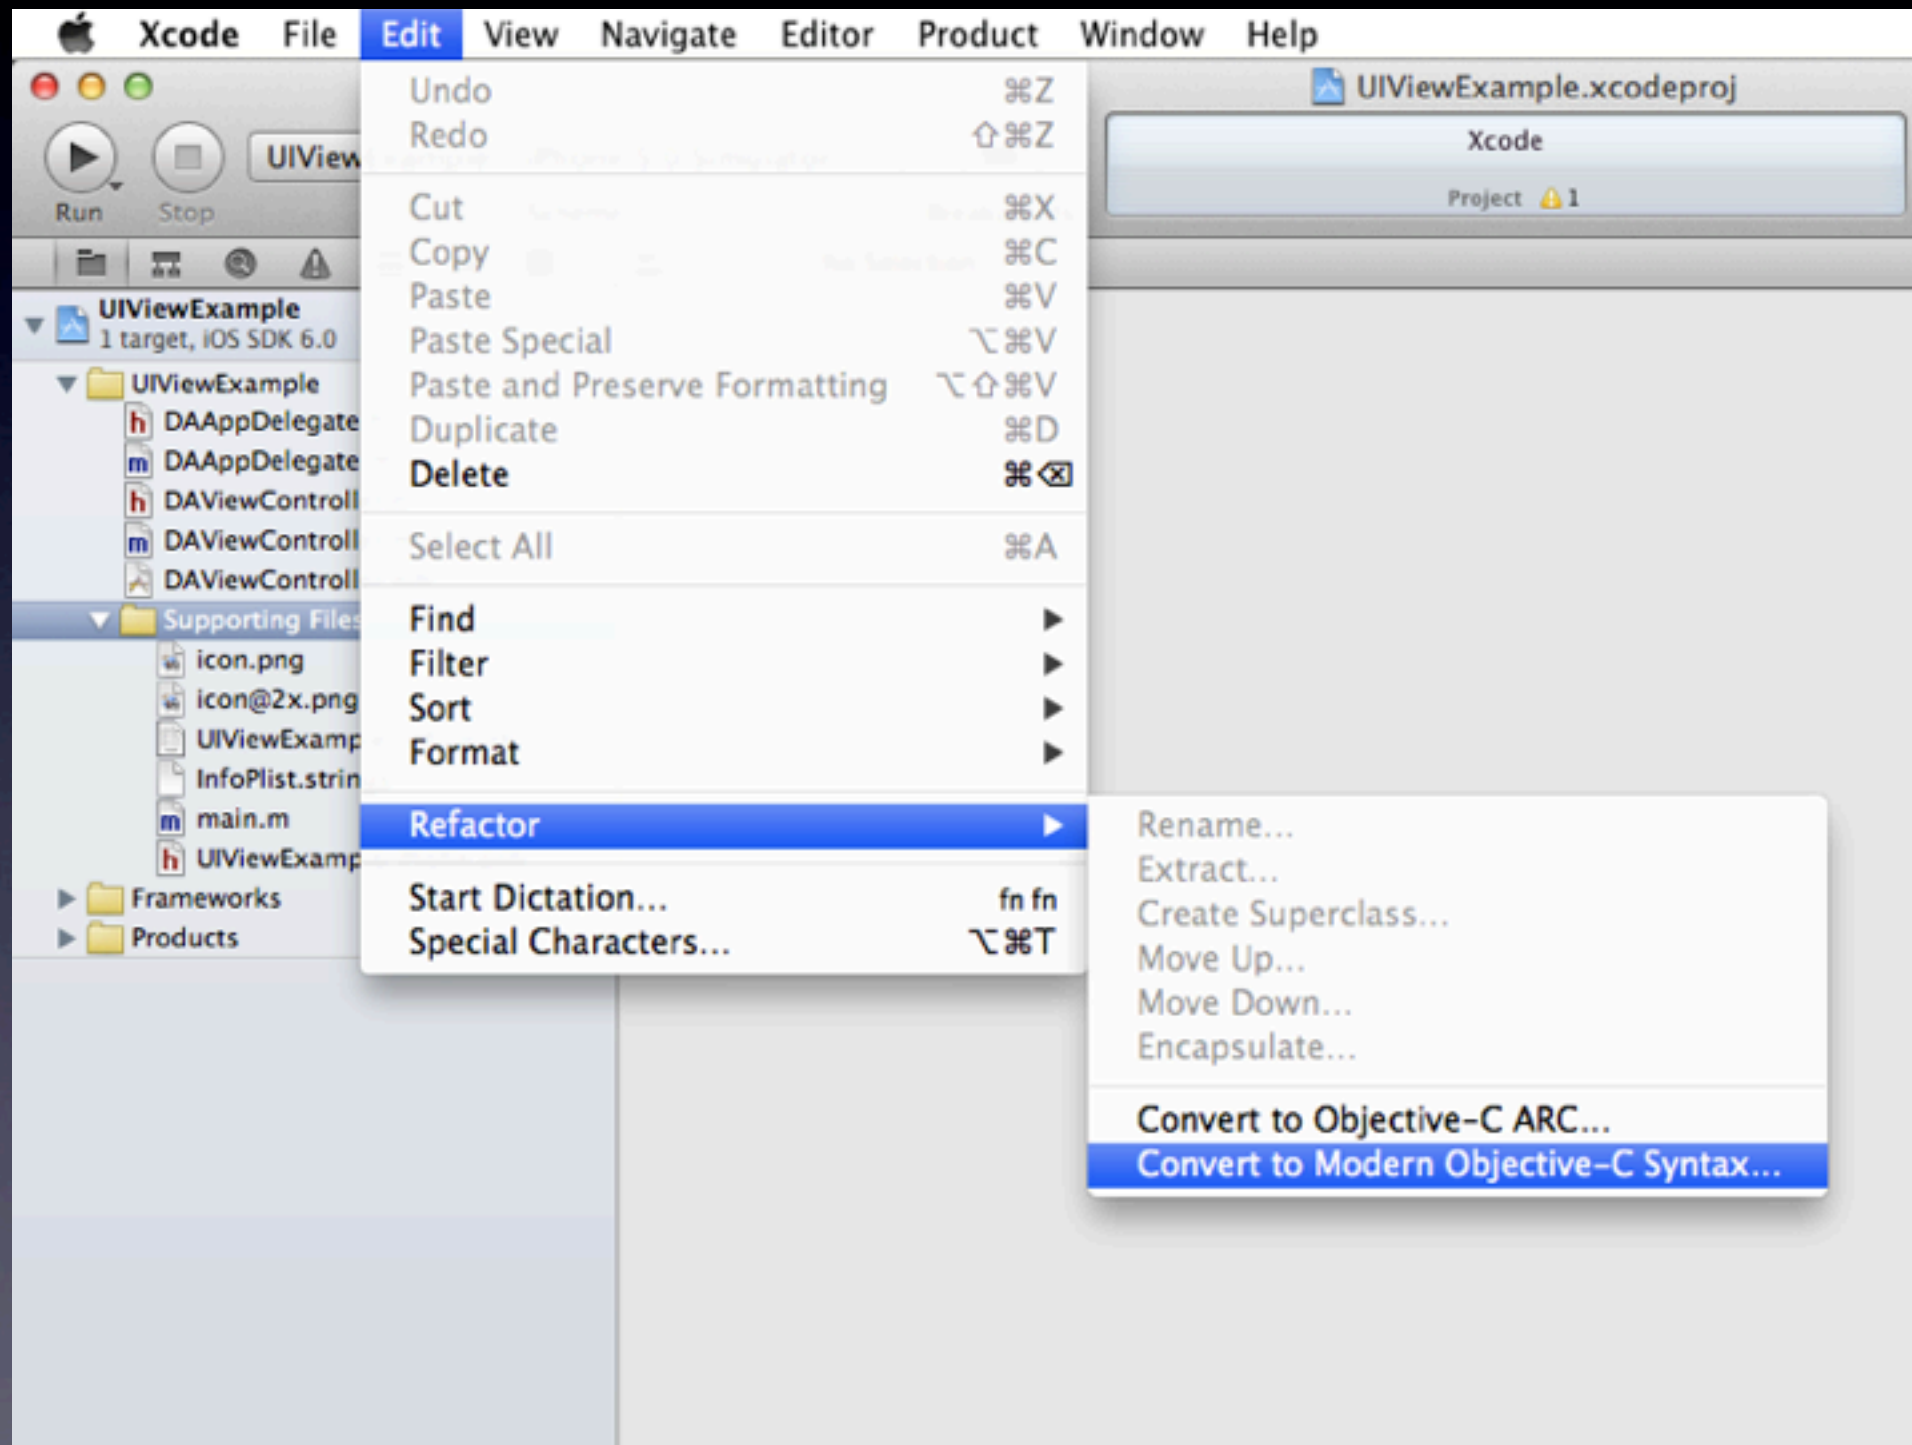 Xcode File Edit View Navigate Editor Product Window Help
UIViewExample.xcodeproj
Run Stop
UIView
Xcode
Project 1
UIViewExample
1 target, iOS SDK 6.0
UIViewExample
h DAAppDelegate
m DAAppDelegate
h DAViewControll
m DAViewControll
DAViewControll
Supporting Files
icon.png
icon@2x.png
UIViewExamp
InfoPlist.strin
m main.m
h UIViewExamp
Frameworks
Products
Undo ⌘Z
Redo ⇧⌘Z
Cut ⌘X
Copy ⌘C
Paste ⌘V
Paste Special ⌥⌘V
Paste and Preserve Formatting ⌥⇧⌘V
Duplicate ⌘D
Delete ⌘⌫
Select All ⌘A
Find
Filter
Sort
Format
Refactor
Start Dictation... fn fn
Special Characters... ⌥⌘T
Rename...
Extract...
Create Superclass...
Move Up...
Move Down...
Encapsulate...
Convert to Objective-C ARC...
Convert to Modern Objective-C Syntax...